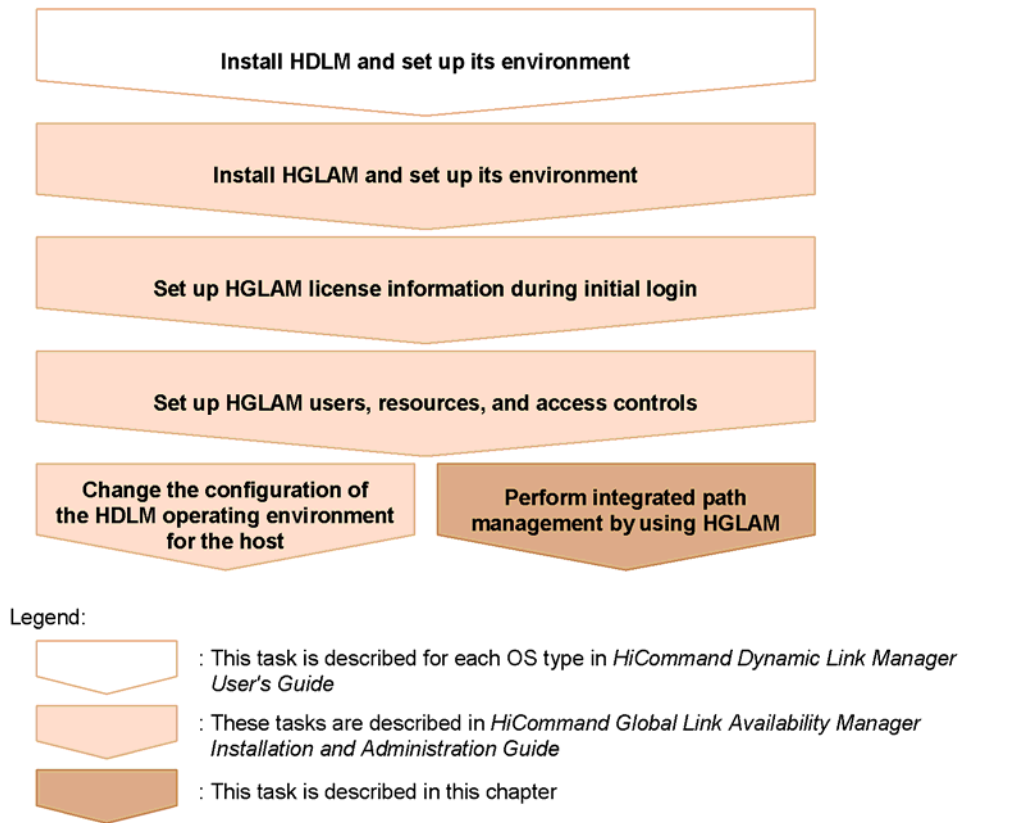 Install HDLM and set up its environment
Install HGLAM and set up its environment
Set up HGLAM license information during initial login
Set up HGLAM users, resources, and access controls
Change the configuration of
the HDLM operating environment
for the host
Perform integrated path
management by using HGLAM
Legend:
: This task is described for each OS type in HiCommand Dynamic Link Manager
User's Guide
: These tasks are described in HiCommand Global Link Availability Manager
Installation and Administration Guide
: This task is described in this chapter